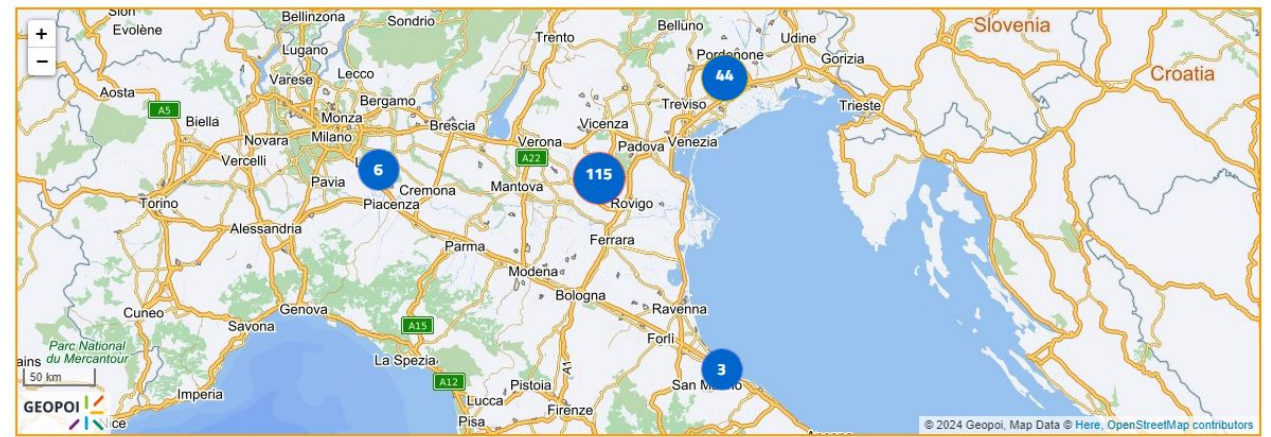 Sion
Evolène
Bellinzona
Sondrio
Lugano
Varese
Lecco
Aosta
A5
Biella
Bergamo
Monza
Novara
Milano
Brescia
Vercelli
Pavia
6
Cremona
Piacenza
Torino
Alessandria
Trento
Belluno
Pordenone
Udine
Gorizia
44
Treviso
Trieste
Slovenia
Croatia
Vicenza
Verona
Padova
Venezia
A22
115
Mantova
Rovigo
Parma
Ferrara
Modena
Bologna
Ravenna
Forlì
Cuneo
Genova
Savona
A15
Parc National
du Mercantour
La Spezia
A12
A1
3
Imperia
Pistoia
Lucca
Firenze
Pisa
+
−
50 km
GEOPOI
© 2024 Geopoi, Map Data © Here, OpenStreetMap contributors